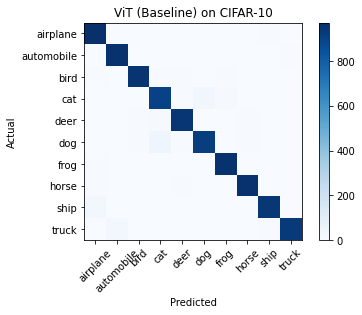 ViT (Baseline) on CIFAR-10
airplane
automobile
bird
cat
deer
dog
frog
horse
ship
truck
Actual
airplane
automobile
bird
cat
deer
dog
frog
horse
ship
truck
Predicted
800
600
400
200
0